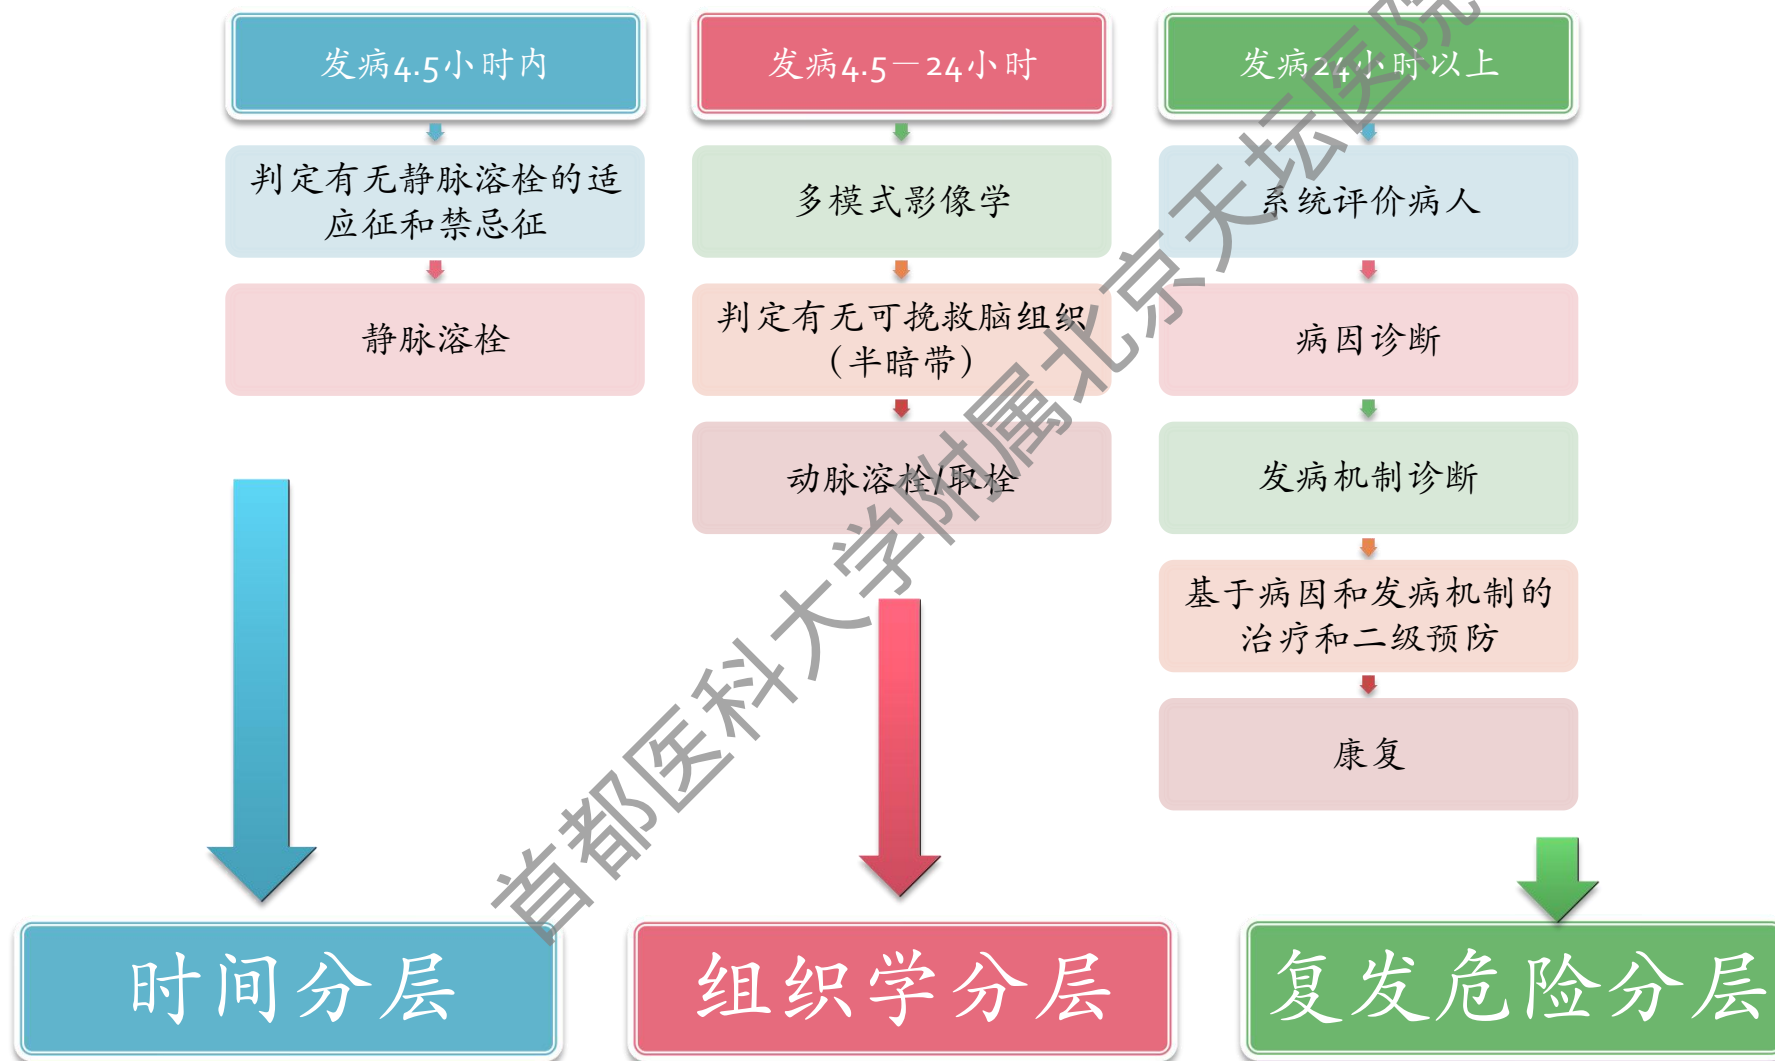 发病4.5小时内
判定有无静脉溶栓的适
应征和禁忌征
静脉溶栓
时间分层
发病4.5－24小时
多模式影像学
判定有无可挽救脑组织
（半暗带）
动脉溶栓/取栓
组织学分层
发病24小时以上
系统评价病人
病因诊断
发病机制诊断
基于病因和发病机制的
治疗和二级预防
康复
复发危险分层
首都医科大学附属北京天坛医院